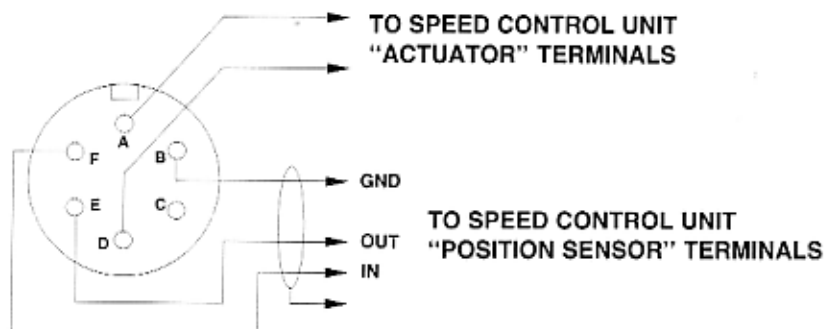 TO SPEED CONTROL UNIT
“ACTUATOR” TERMINALS
A
F
B
E
C
D
GND
OUT
IN
TO SPEED CONTROL UNIT
“POSITION SENSOR” TERMINALS